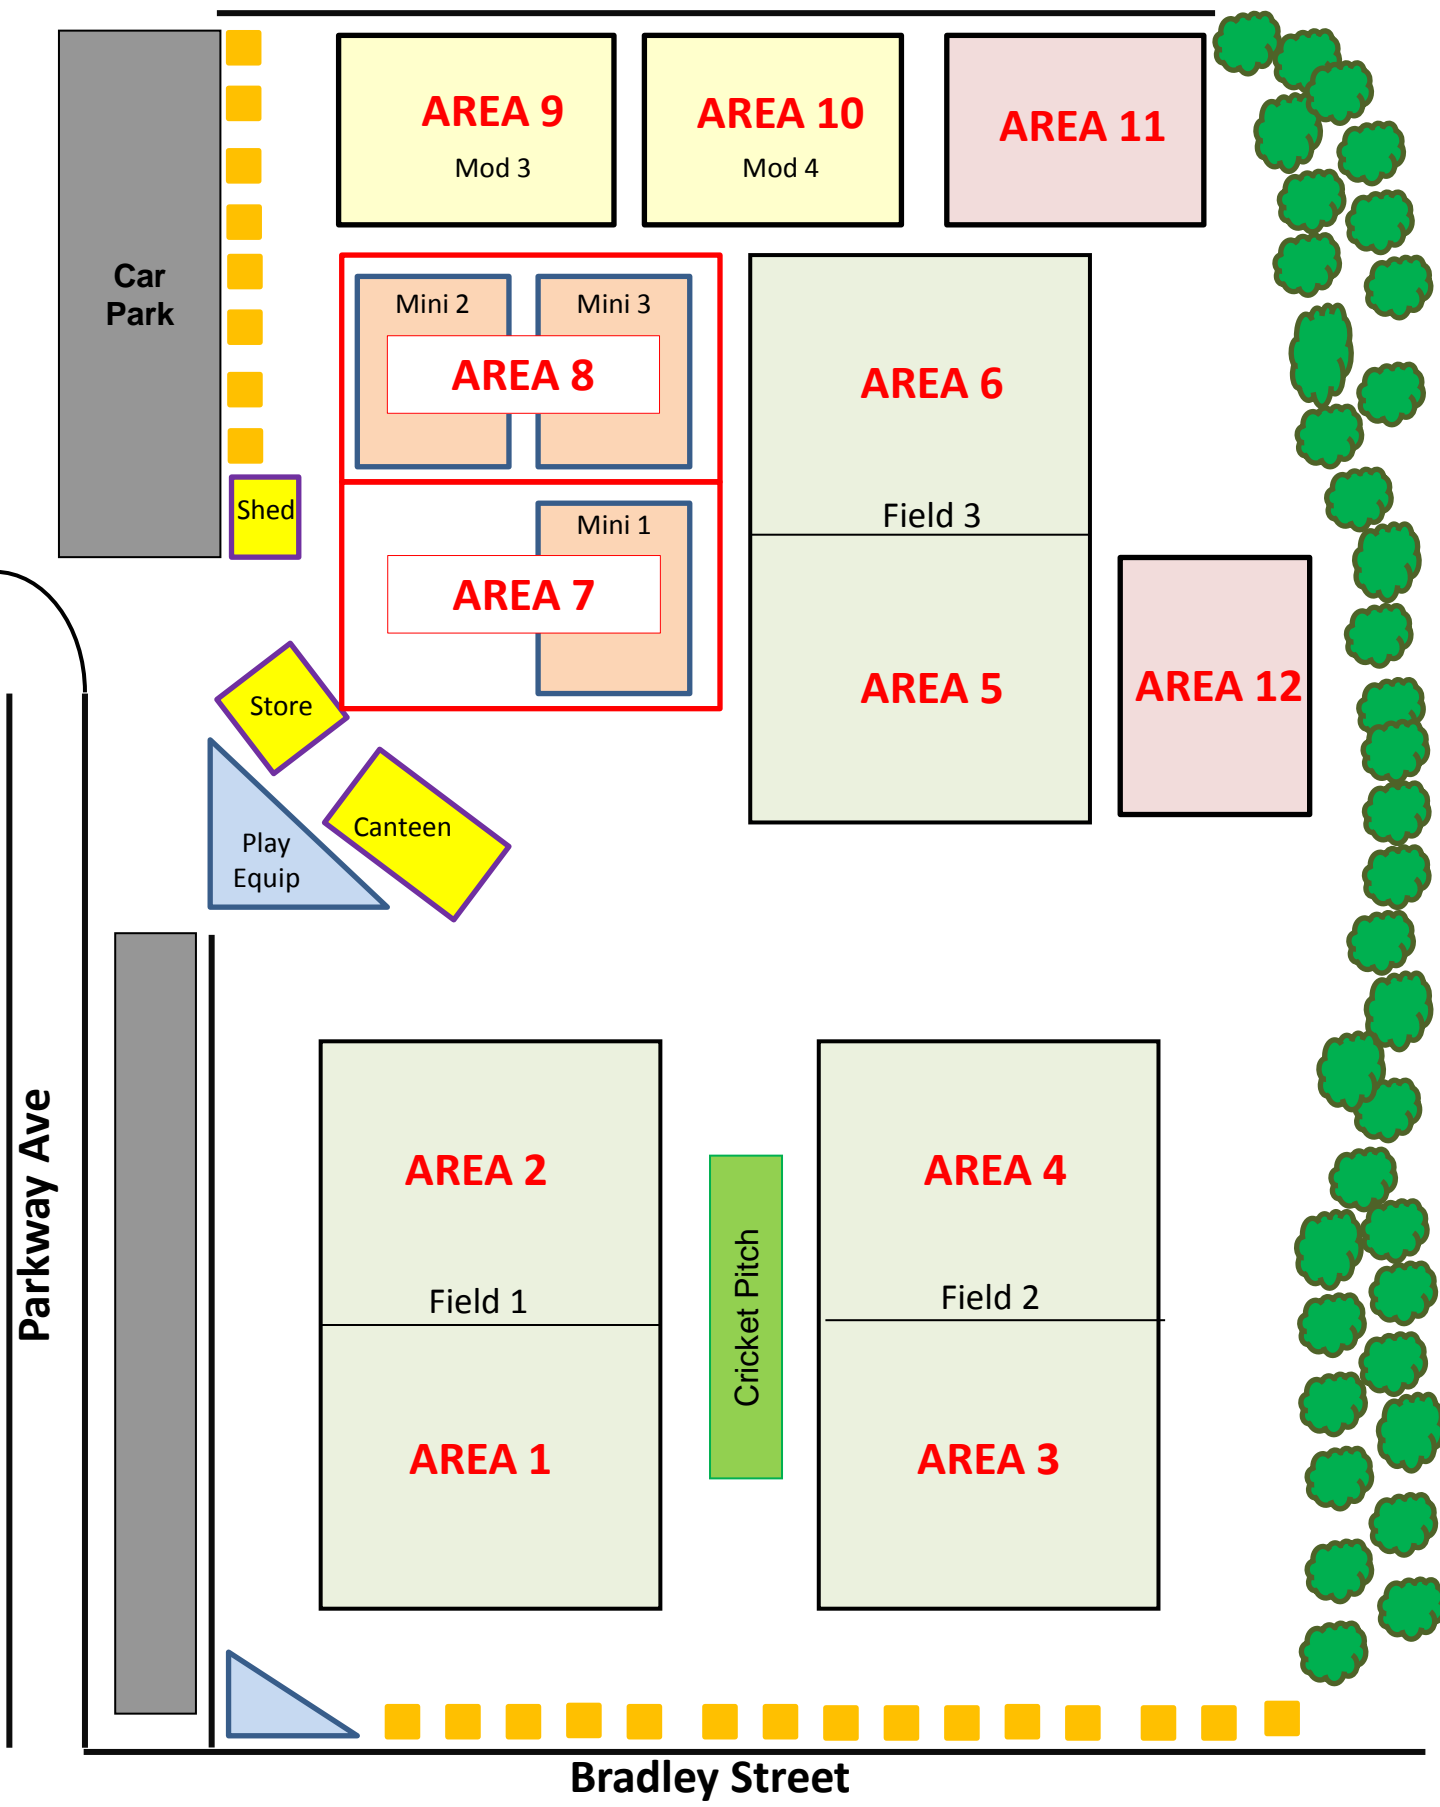 AREA 9
Mod 3
AREA 10
Mod 4
AREA 11
Car
Park
Mini 2
Mini 3
AREA 8
AREA 6
Shed
Mini 1
Field 3
AREA 7
AREA 5
AREA 12
Store
Canteen
Play
Equip
Parkway Ave
AREA 2
AREA 4
Cricket Pitch
Field 1
Field 2
AREA 1
AREA 3
Bradley Street